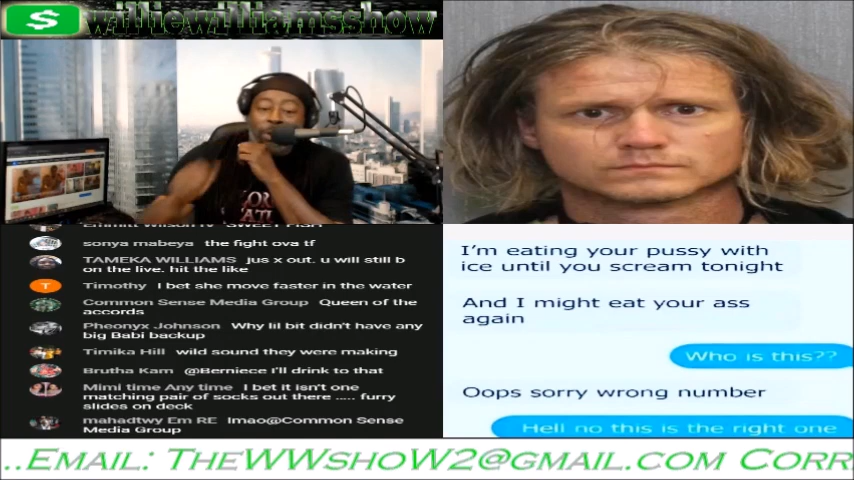 williewilliamsshow
Emmitt Wilson IV SWEET FISH
sonya mabeya the fight ova tf
TAMEKA WILLIAMS jus x out. u will still b
on the live. hit the like
T Timothy I bet she move faster in the water
Common Sense Media Group Queen of the
accords
Pheonyx Johnson Why lil bit didn't have any
big Babi backup
Timika Hill wild sound they were making
Brutha Kam @Berniece I'll drink to that
Mimi time Any time I bet it isn't one
matching pair of socks out there ..... furry
slides on deck
mahadtwy Em RE lmao@Common Sense
Media Group
I'm eating your pussy with
ice until you scream tonight
And I might eat your ass
again
Who is this??
Oops sorry wrong number
Hell no this is the right one
..Email: TheWWshoW2@gmail.com Corr